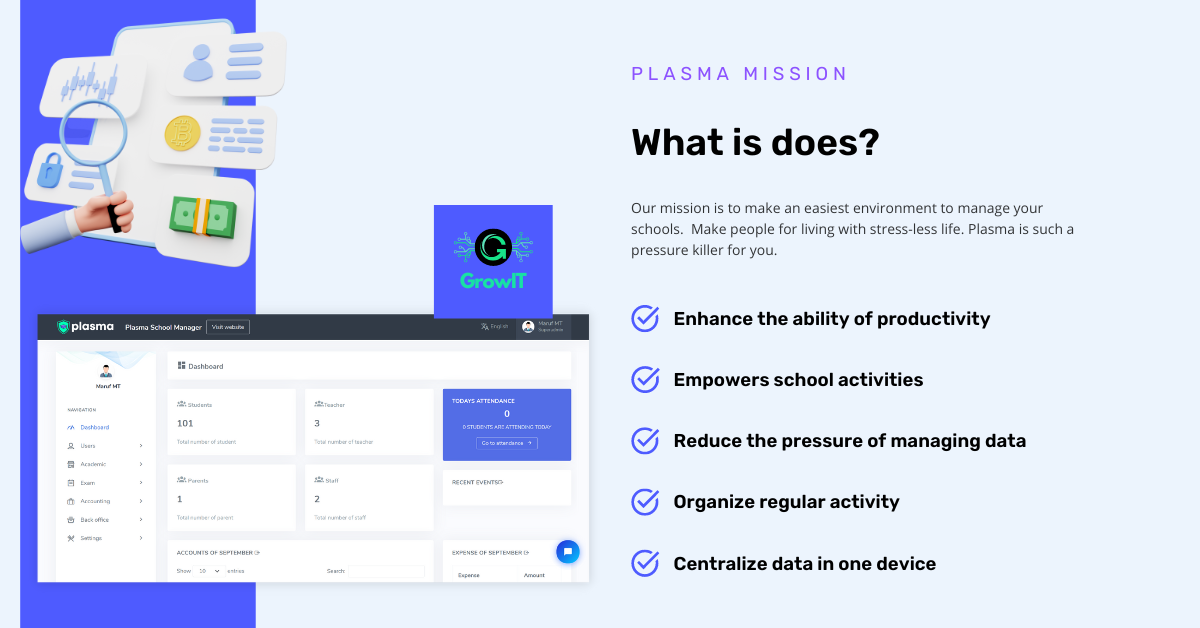 PLASMA MISSION
What is does?
Our mission is to make an easiest environment to manage your
schools.  Make people for living with stress-less life. Plasma is such a
pressure killer for you.
Enhance the ability of productivity
Empowers school activities
Reduce the pressure of managing data
Organize regular activity
Centralize data in one device
GrowIT
plasma
Plasma School Manager
Visit website
English
Maruf MT
Super admin
Maruf MT
NAVIGATION
Dashboard
Users
Academic
Exam
Accounting
Back office
Settings
Dashboard
Students
101
Total number of student
Teacher
3
Total number of teacher
Parents
1
Total number of parent
Staff
2
Total number of staff
TODAYS ATTENDANCE
0
0 STUDENTS ARE ATTENDING TODAY
Go to attendance
RECENT EVENTS
ACCOUNTS OF SEPTEMBER
Show 10 entries
Search:
EXPENSE OF SEPTEMBER
Expense Amount